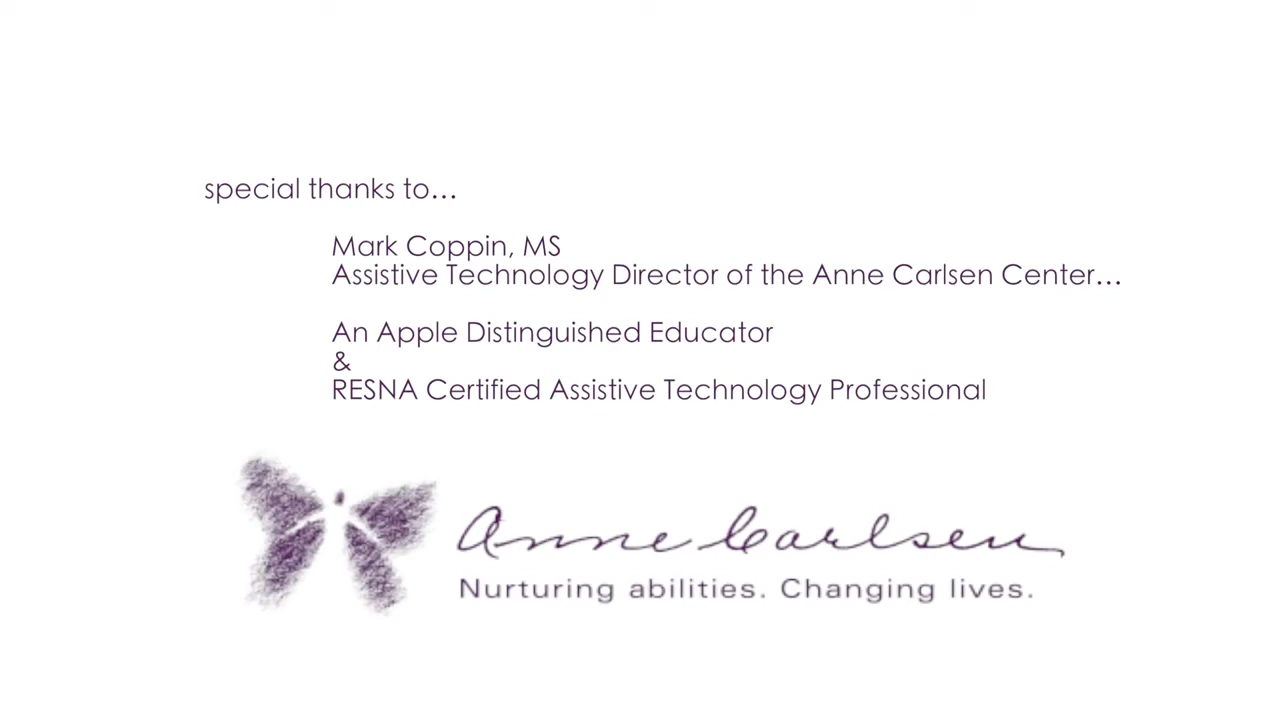 special thanks to…
Mark Coppin, MS
Assistive Technology Director of the Anne Carlsen Center…
An Apple Distinguished Educator
&
RESNA Certified Assistive Technology Professional
Anne Carlsen
Nurturing abilities. Changing lives.